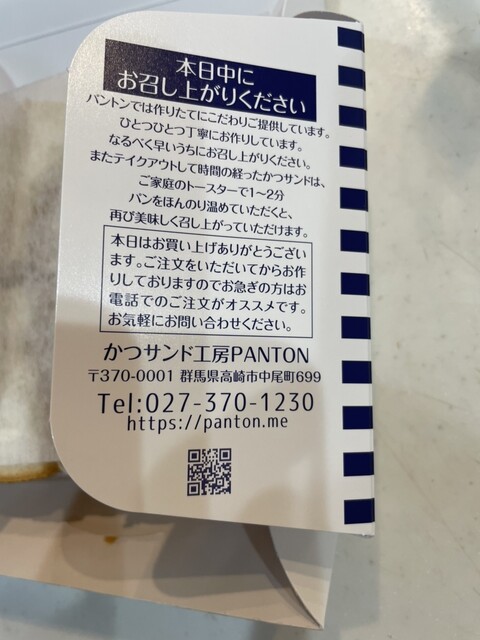 本日中に
お召し上がりください
パントンでは作りたてにこだわりご提供しています。
ひとつひとつ丁寧にお作りしています。
なるべく早いうちにお召し上がりください。
またテイクアウトして時間の経ったかつサンドは、
ご家庭のトースターで1〜2分
パンをほんのり温めていただくと、
再び美味しく召し上がっていただけます。
本日はお買い上げありがとうござい
ます。ご注文をいただいてからお作
りしておりますのでお急ぎの方はお
電話でのご注文がオススメです。
お気軽にお問い合わせください。
かつサンド工房PANTON
〒370-0001 群馬県高崎市中尾町699
Tel:027-370-1230
https://panton.me